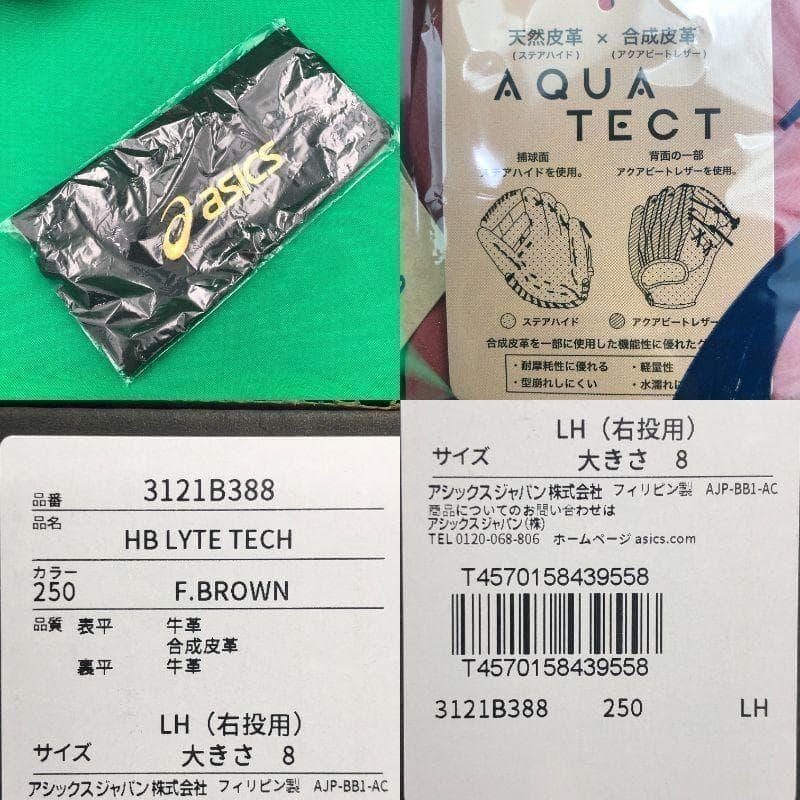 asics
天然皮革 × 合成皮革
(ステアハイド) (アクアビートレザー)
AQUA
TECT
捕球面
ステアハイドを使用。
背面の一部
アクアビートレザーを使用。
ステアハイド アクアビートレザー
合成皮革を一部に使用した機能性に優れた
・耐摩耗性に優れる ・軽量性
・型崩れしにくい ・水濡れに
品番 3121B388
品名
HB LYTE TECH
カラー
250 F.BROWN
品質 表平 牛革
合成皮革
裏平 牛革
LH（右投用）
サイズ 大きさ 8
アシックスジャパン株式会社 フィリピン製 AJP-BB1-AC
LH（右投用）
サイズ 大きさ 8
アシックスジャパン株式会社 フィリピン製 AJP-BB1-AC
商品についてのお問い合わせは
アシックスジャパン(株)
TEL 0120-068-806 ホームページ asics.com
T4570158439558
T4570158439558
3121B388 250 LH